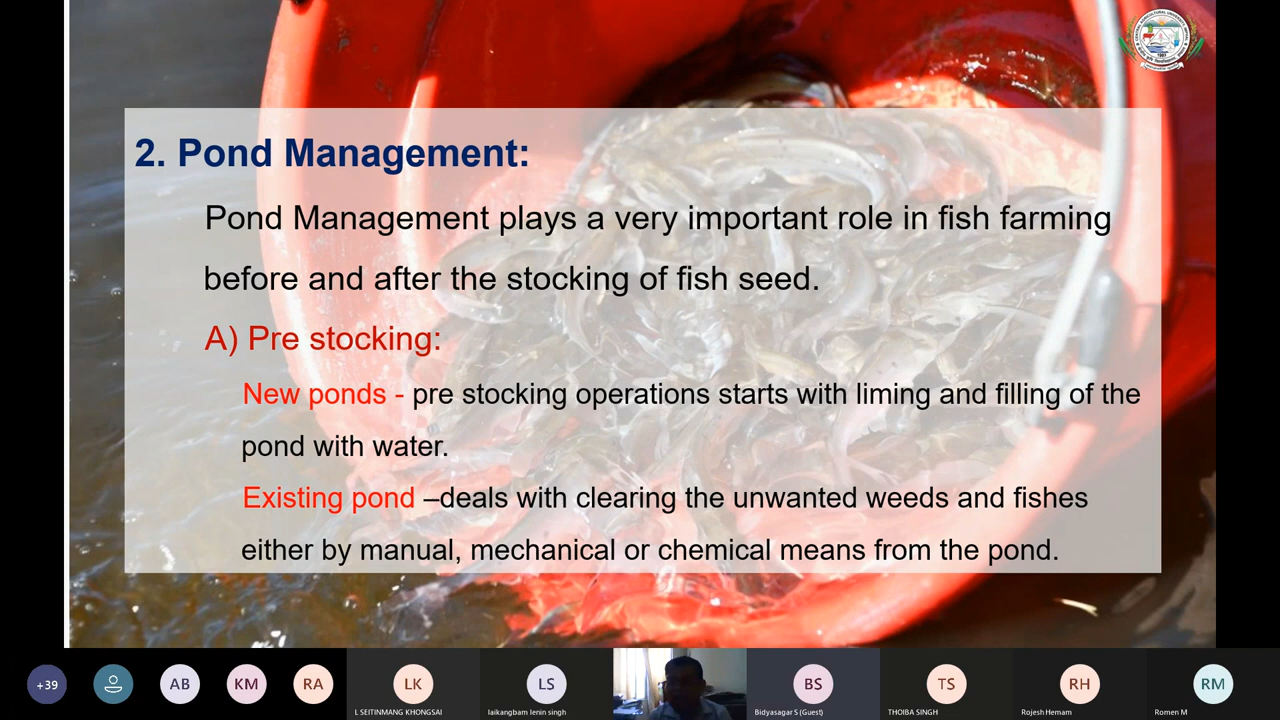 2. Pond Management:
Pond Management plays a very important role in fish farming
before and after the stocking of fish seed.
A) Pre stocking:
New ponds - pre stocking operations starts with liming and filling of the
pond with water.
Existing pond –deals with clearing the unwanted weeds and fishes
either by manual, mechanical or chemical means from the pond.
+39
AB
KM
RA
LK
LS
BS
TS
RH
RM
L SEITINMANG KHONGSAI
laikangbam lenin singh
Bidyasagar S (Guest)
THOIBA SINGH
Rojesh Hemam
Romen M